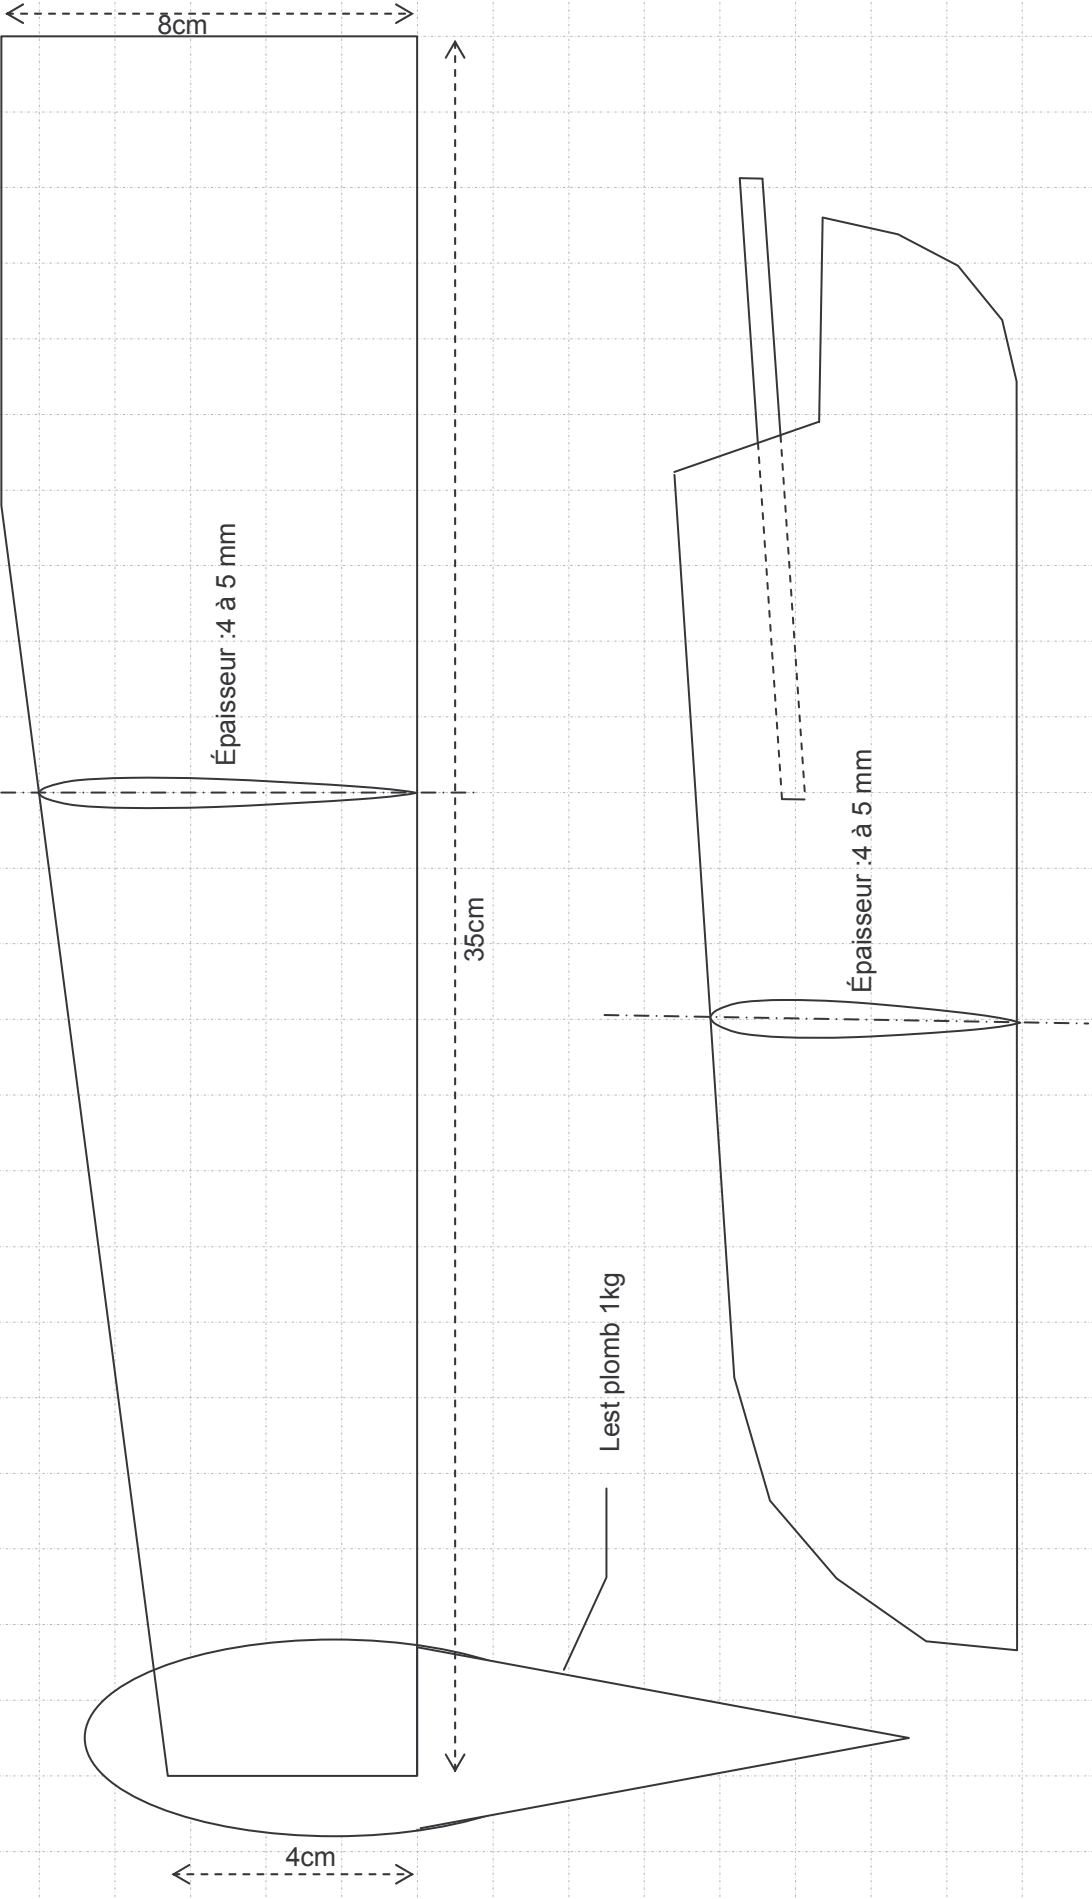 8cm
Épaisseur :4 à 5 mm
35cm
Épaisseur :4 à 5 mm
Lest plomb 1kg
4cm